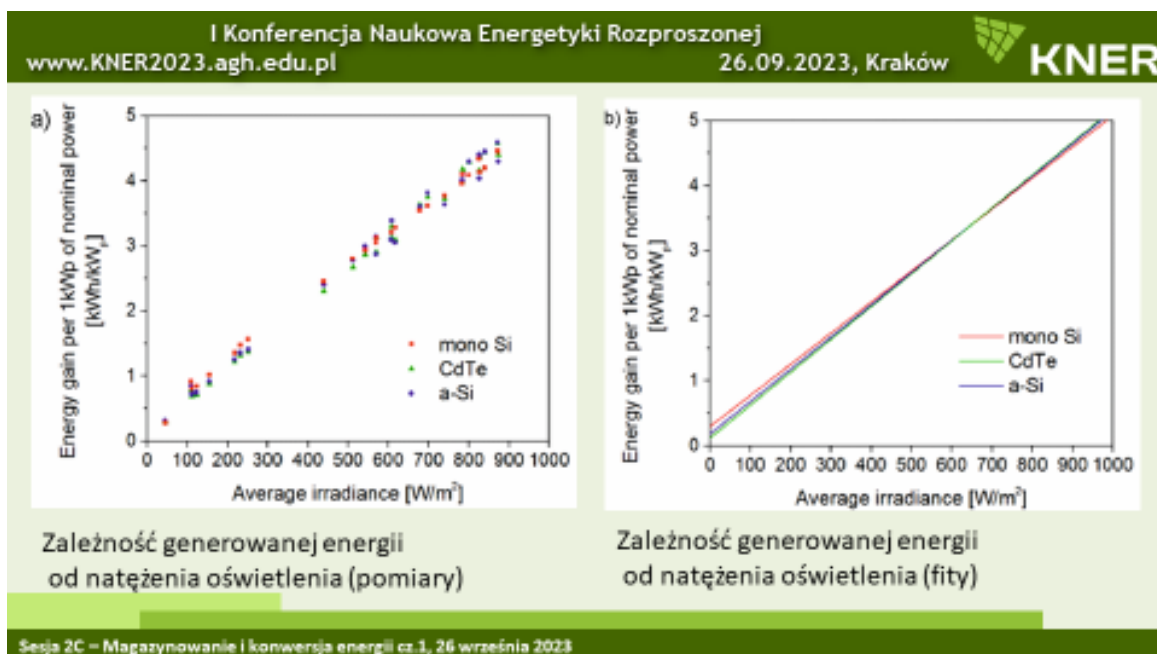 I Konferencja Naukowa Energetyki Rozproszonej
www.KNER2023.agh.edu.pl
26.09.2023, Kraków
KNER
a)
Energy gain per 1kWp of nominal power
[kWh/kWp]
5
4
3
2
1
0
mono Si
CdTe
a-Si
0 100 200 300 400 500 600 700 800 900 1000
Average irradiance [W/m²]
Zależność generowanej energii
od natężenia oświetlenia (pomiary)
b)
Energy gain per 1kWp of nominal power
[kWh/kWp]
5
4
3
2
1
0
mono Si
CdTe
a-Si
0 100 200 300 400 500 600 700 800 900 1000
Average irradiance [W/m²]
Zależność generowanej energii
od natężenia oświetlenia (fity)
Sesja 2C – Magazynowanie i konwersja energii cz.1, 26 września 2023